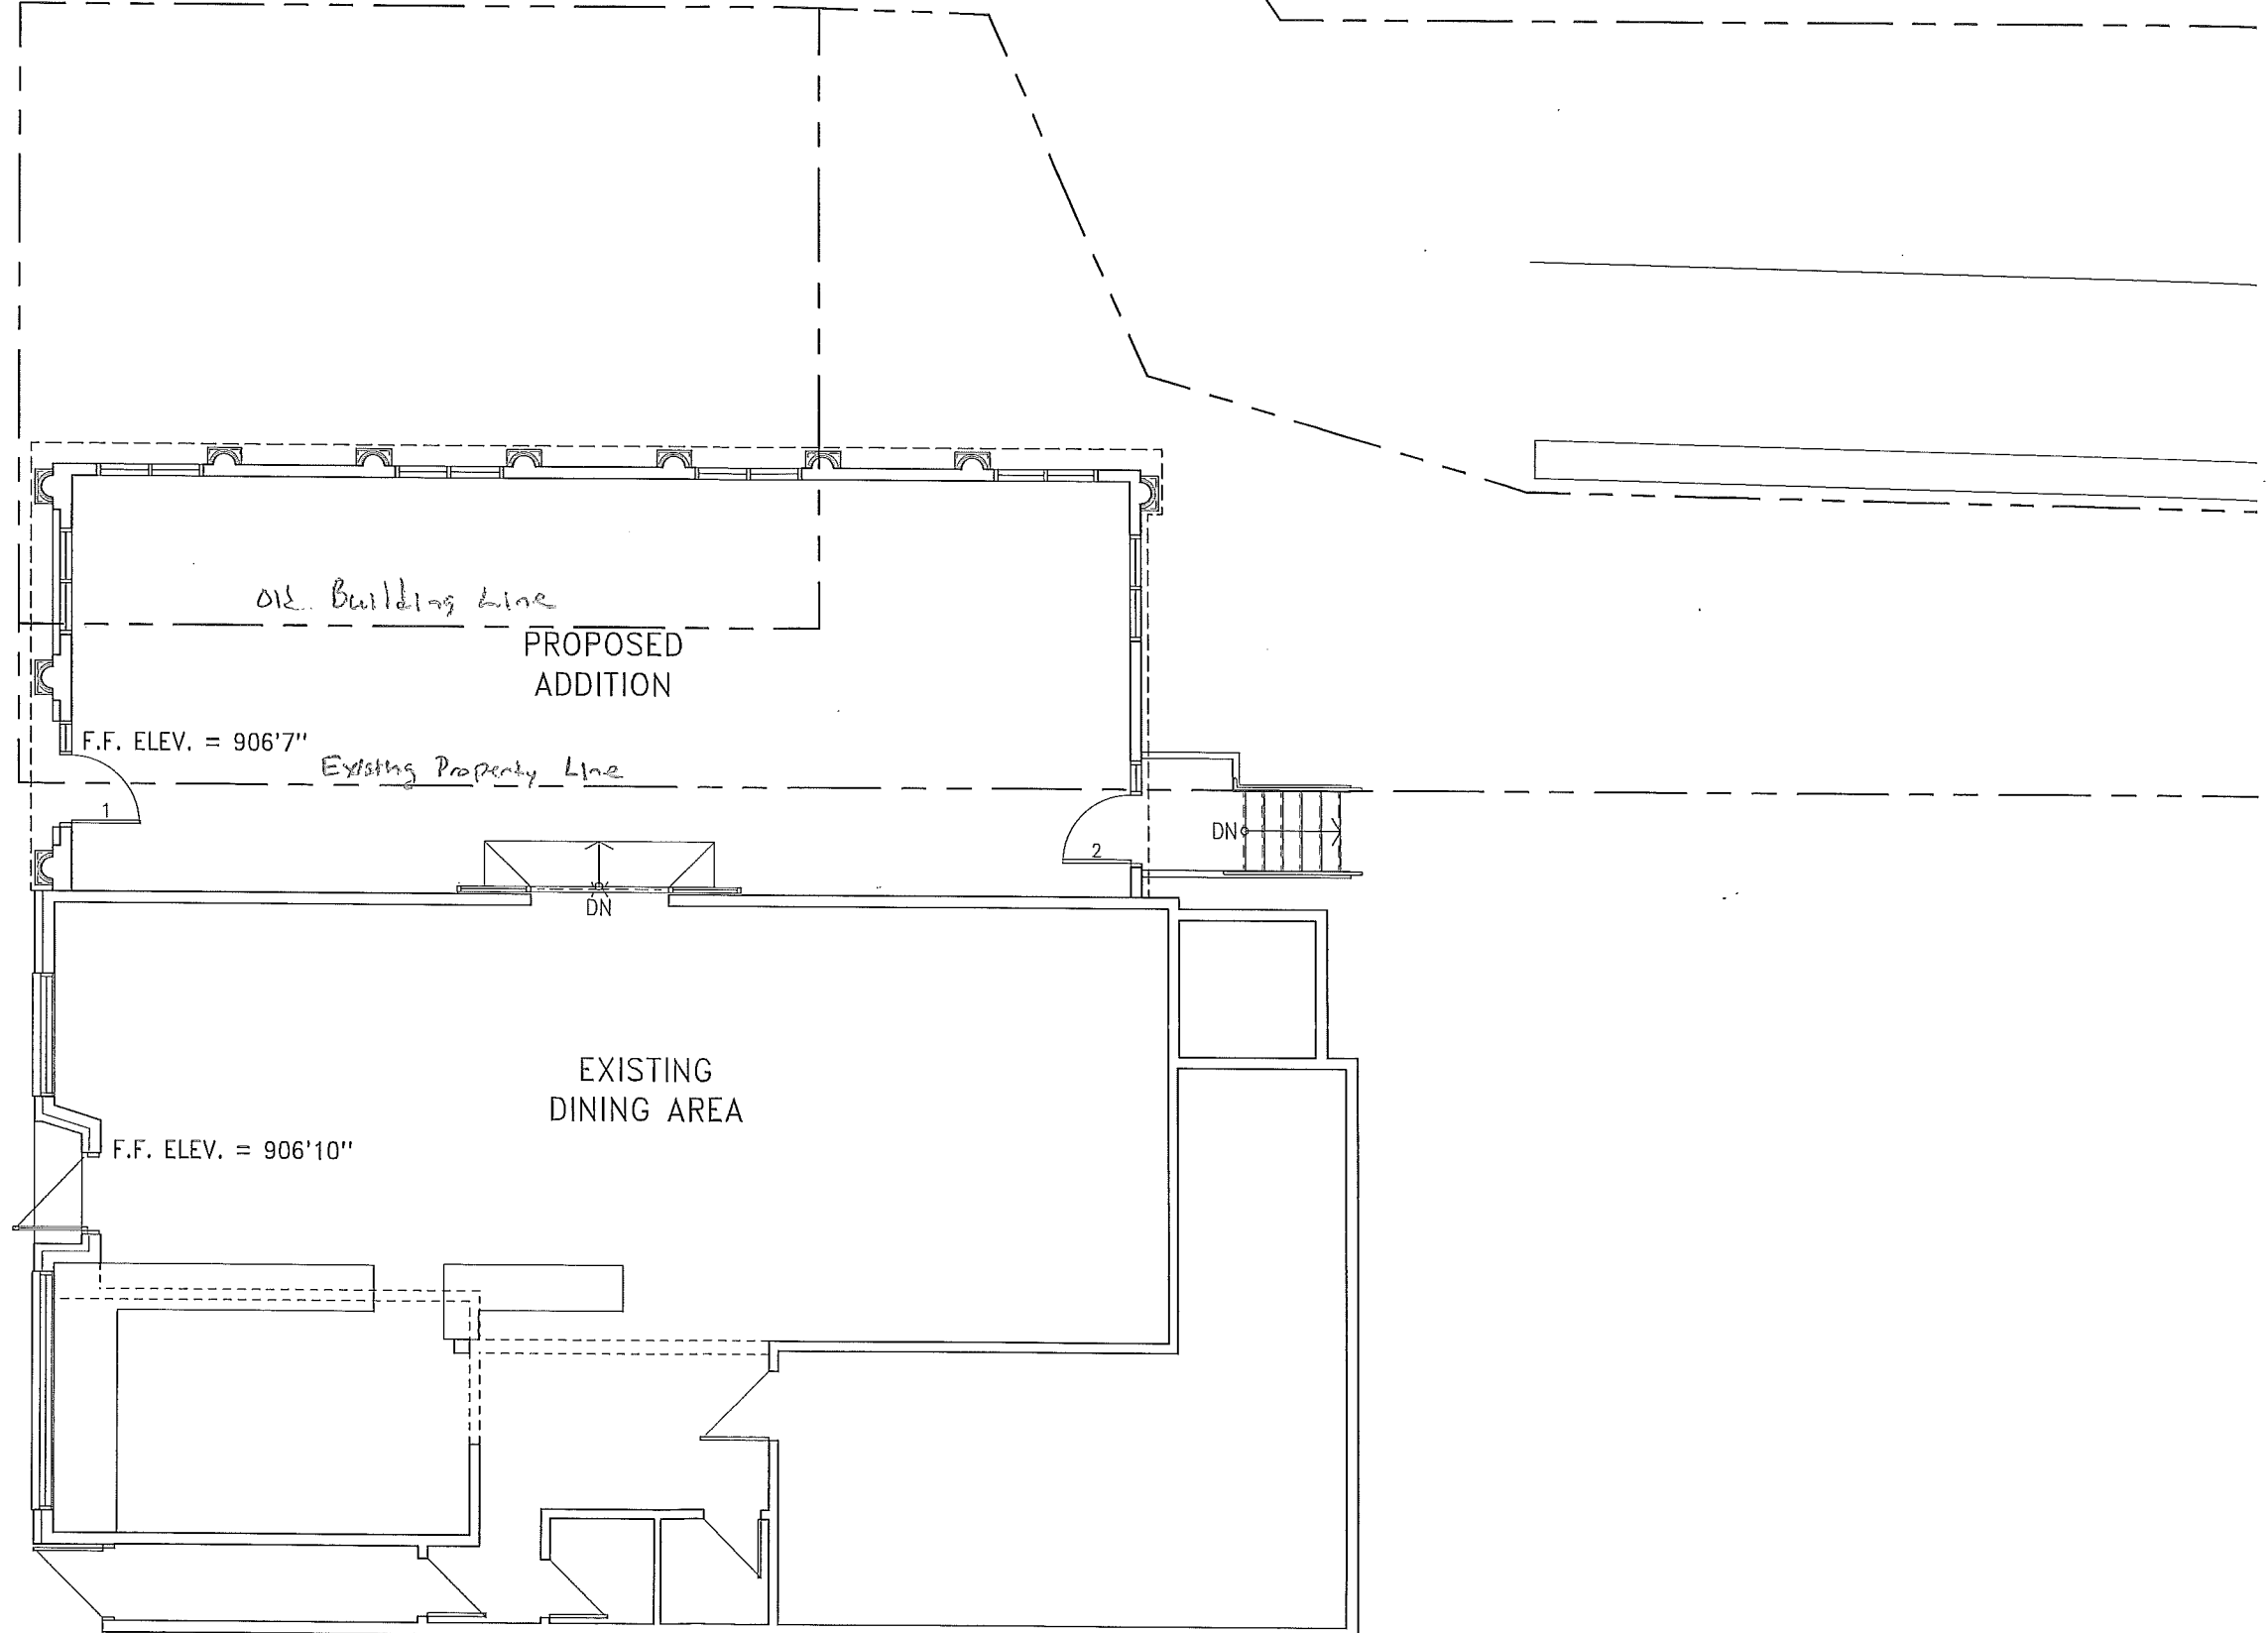 Old Building Line
PROPOSED
ADDITION
F.F. ELEV. = 906'7"
Existing Property Line
1
2
DN
DN
EXISTING
DINING AREA
F.F. ELEV. = 906'10"